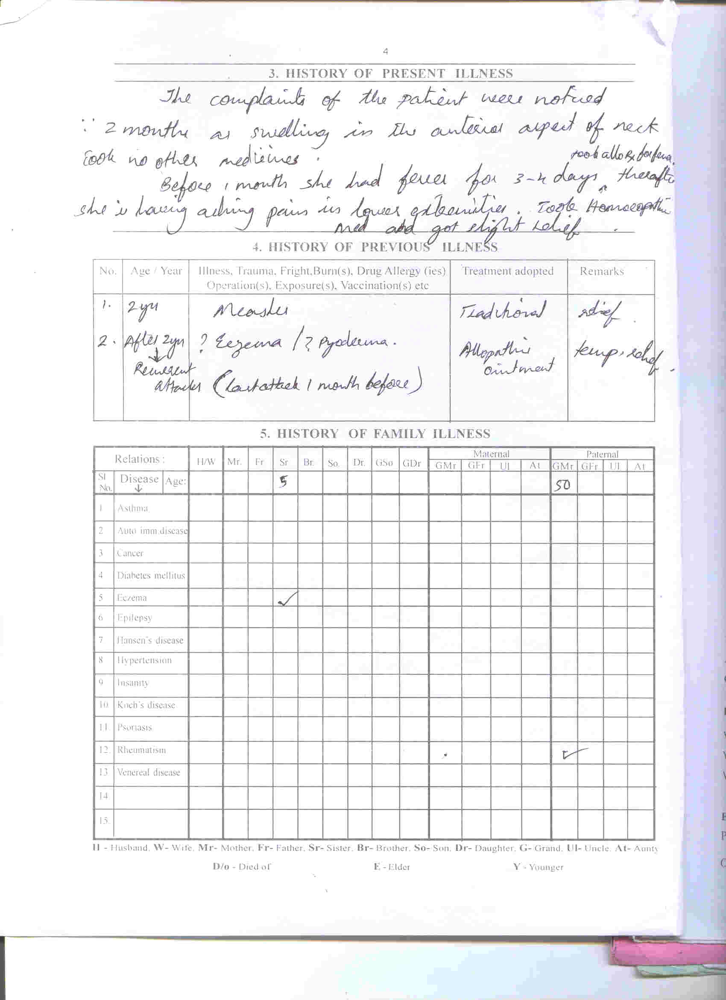 4
3. HISTORY OF PRESENT ILLNESS
The complaints of the patient were noticed
∵ 2 months as swelling in the anterior aspect of neck
Took no other medicines.
took allo Rx for fever.
Before 1 month she had fever for 3-4 days, thereafter
she is having aching pains in lower extremities. Took Homoeopathic
med and got slight relief.
4. HISTORY OF PREVIOUS ILLNESS
No. Age / Year Illness, Trauma, Fright,Burn(s), Drug Allergy (ies) Treatment adopted Remarks
Operation(s), Exposure(s), Vaccination(s) etc
1. 2yrs Measles Traditional relief.
2. After 2yrs ? Eczema / ? Pyoderma. Allopathic temp. relief.
↓
Recurrent ointment
attacks (Last attack 1 month before)
5. HISTORY OF FAMILY ILLNESS
Relations : H/W Mr. Fr Sr Br. So. Dr. GSo GDr Maternal Paternal
GMr GFr Ul At GMr GFr Ul At
Sl No. Disease ↓ Age: 5 50
1 Asthma
2 Auto imm.disease
3 Cancer
4 Diabetes mellitus
5 Eczema ✓
6 Epilepsy
7 Hansen's disease
8 Hypertension
9 Insanity
10 Koch's disease
11. Psoriasis
12. Rheumatism ✓
13 Venereal disease
14.
15.
H - Husband. W- Wife. Mr- Mother. Fr- Father. Sr- Sister. Br- Brother. So- Son. Dr- Daughter. G- Grand. Ul- Uncle. At- Aunty
D/o - Died of E - Elder Y - Younger